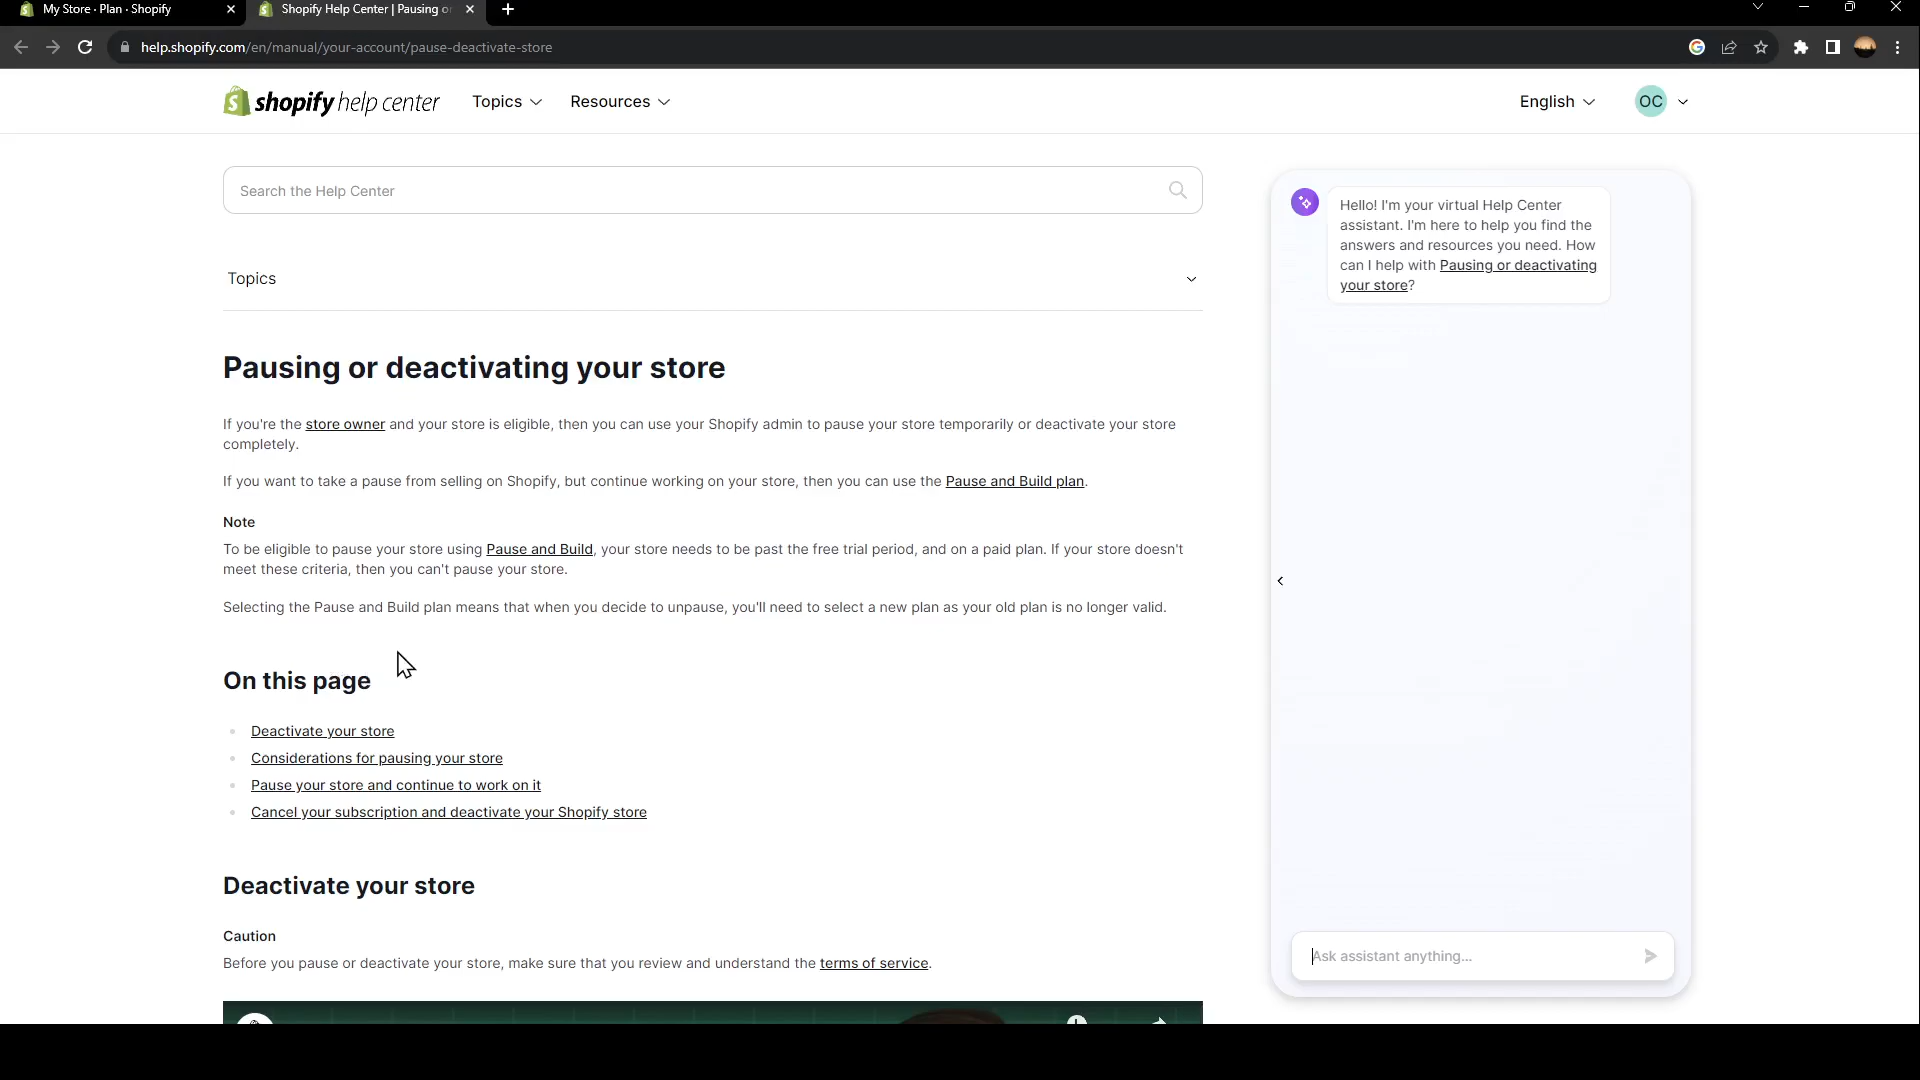 My Store · Plan · Shopify
Shopify Help Center | Pausing or
help.shopify.com/en/manual/your-account/pause-deactivate-store
shopify help center
Topics
Resources
English
OC
Search the Help Center
Topics
Hello! I'm your virtual Help Center
assistant. I'm here to help you find the
answers and resources you need. How
can I help with Pausing or deactivating
your store?
Pausing or deactivating your store
If you're the store owner and your store is eligible, then you can use your Shopify admin to pause your store temporarily or deactivate your store
completely.
If you want to take a pause from selling on Shopify, but continue working on your store, then you can use the Pause and Build plan.
Note
To be eligible to pause your store using Pause and Build, your store needs to be past the free trial period, and on a paid plan. If your store doesn't
meet these criteria, then you can't pause your store.
Selecting the Pause and Build plan means that when you decide to unpause, you'll need to select a new plan as your old plan is no longer valid.
On this page
Deactivate your store
Considerations for pausing your store
Pause your store and continue to work on it
Cancel your subscription and deactivate your Shopify store
Deactivate your store
Caution
Before you pause or deactivate your store, make sure that you review and understand the terms of service.
Ask assistant anything...